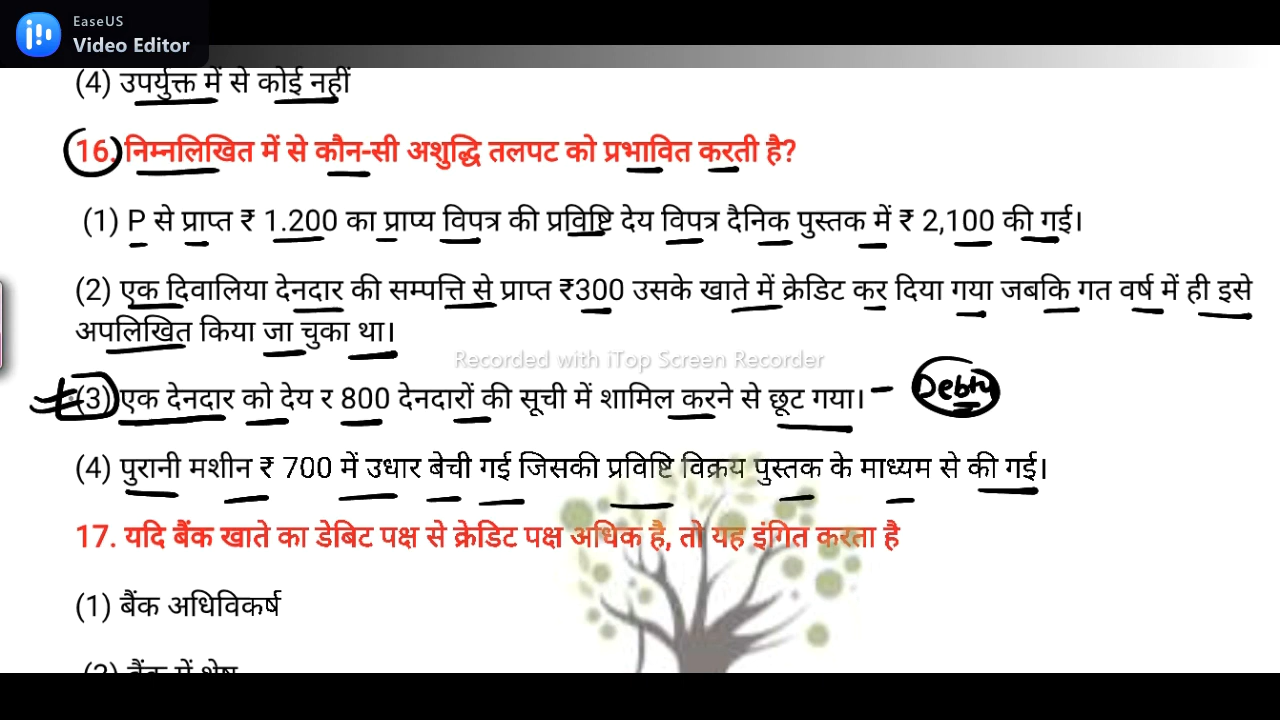 EaseUS
Video Editor
(4) उपर्युक्त में से कोई नहीं
16. निम्नलिखित में से कौन-सी अशुद्धि तलपट को प्रभावित करती है?
(1) P से प्राप्त ₹ 1.200 का प्राप्य विपत्र की प्रविष्टि देय विपत्र दैनिक पुस्तक में ₹ 2,100 की गई।
(2) एक दिवालिया देनदार की सम्पत्ति से प्राप्त ₹300 उसके खाते में क्रेडिट कर दिया गया जबकि गत वर्ष में ही इसे
अपलिखित किया जा चुका था।
Recorded with iTop Screen Recorder
(3) एक देनदार को देय र 800 देनदारों की सूची में शामिल करने से छूट गया। -
(4) पुरानी मशीन ₹ 700 में उधार बेची गई जिसकी प्रविष्टि विक्रय पुस्तक के माध्यम से की गई।
17. यदि बैंक खाते का डेबिट पक्ष से क्रेडिट पक्ष अधिक है, तो यह इंगित करता है
(1) बैंक अधिविकर्ष
(2) बैंक में शेष